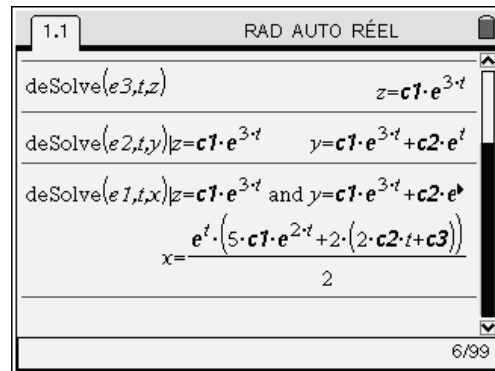 1.1 RAD AUTO RÉEL
deSolve(e3,t,z) z=c1·e^(3·t)
deSolve(e2,t,y)|z=c1·e^(3·t) y=c1·e^(3·t)+c2·e^t
deSolve(e1,t,x)|z=c1·e^(3·t) and y=c1·e^(3·t)+c2·e▸
x=e^t·(5·c1·e^(2·t)+2·(2·c2·t+c3))/2
6/99